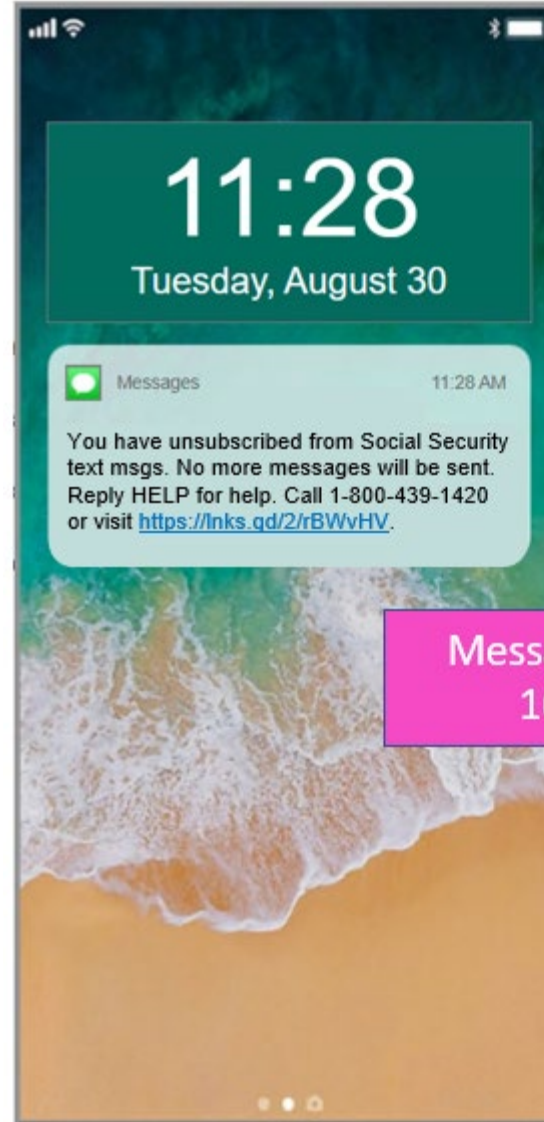 11:28
Tuesday, August 30
Messages 11:28 AM
You have unsubscribed from Social Security
text msgs. No more messages will be sent.
Reply HELP for help. Call 1-800-439-1420
or visit https://lnks.gd/2/rBWvHV.
Mess
1